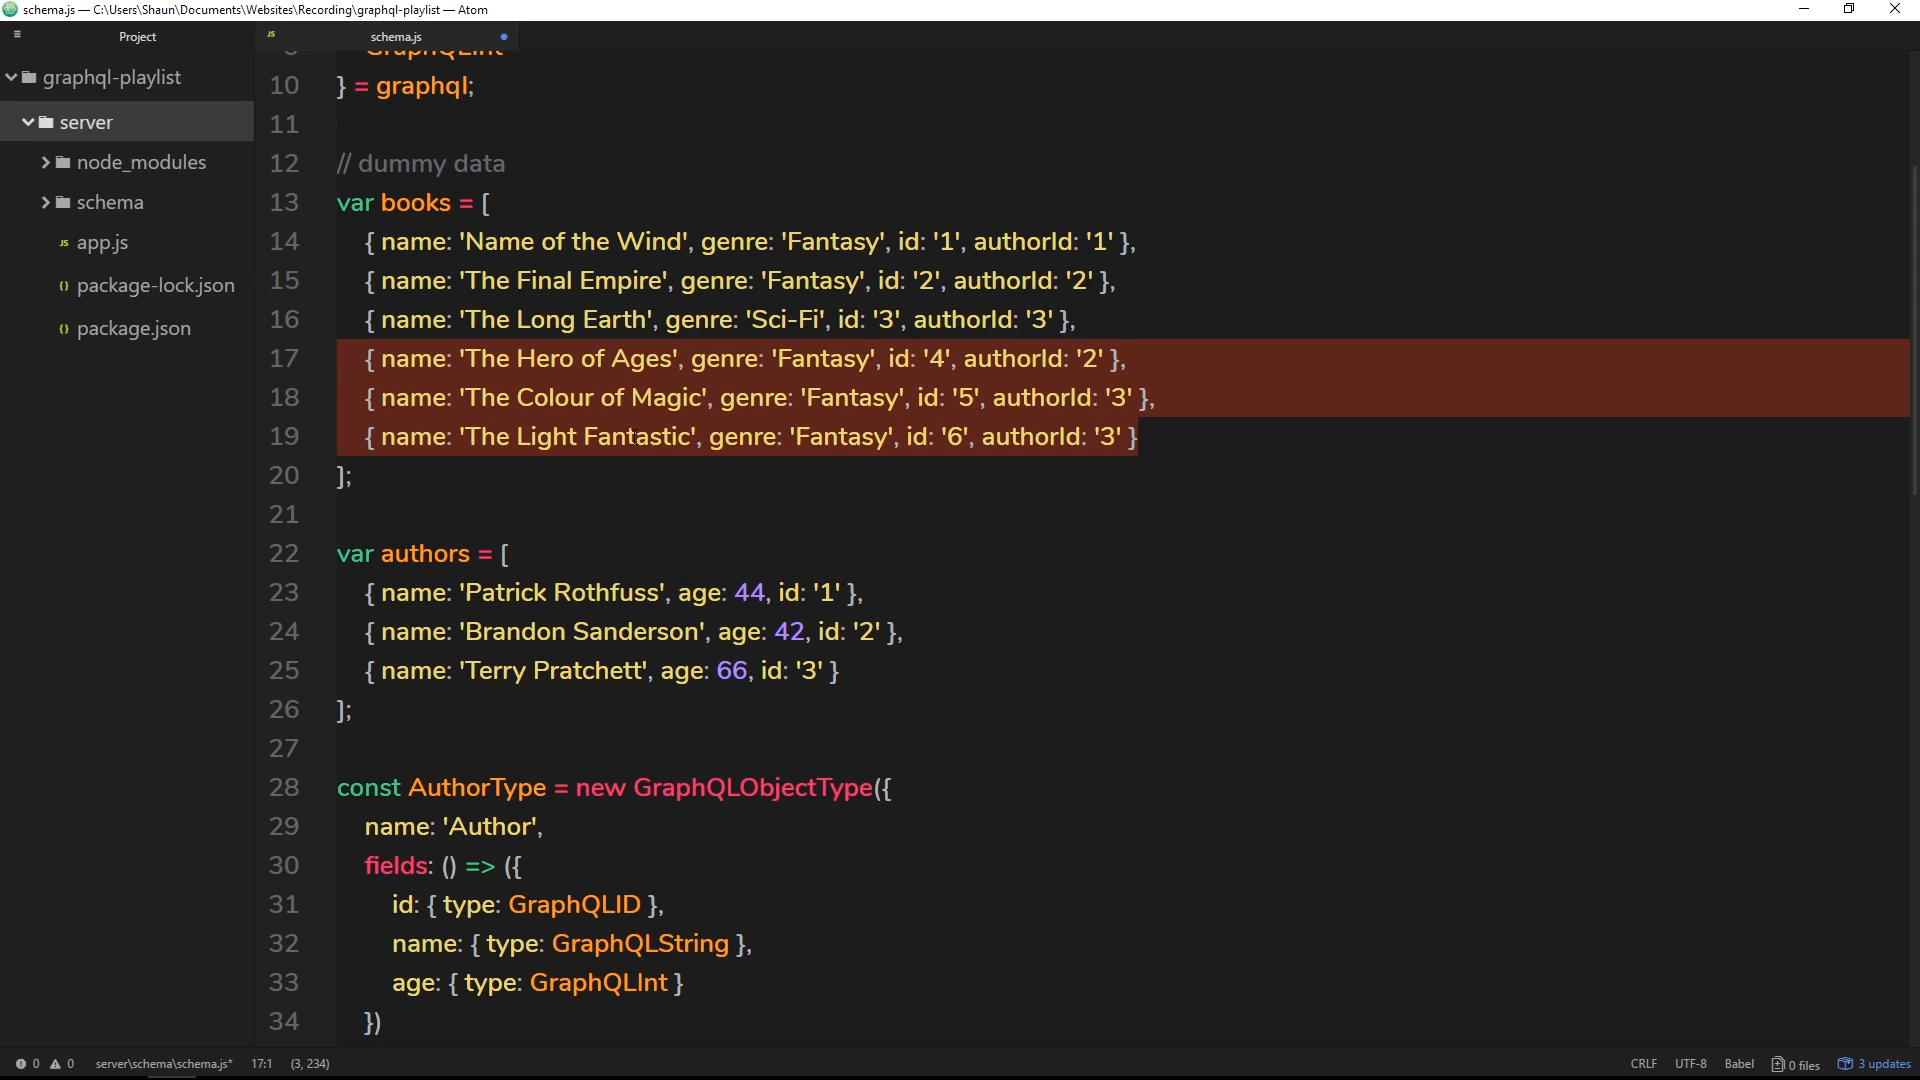 schema.js — C:\Users\Shaun\Documents\Websites\Recording\graphql-playlist — Atom
Project
schema.js
graphql-playlist
server
node_modules
schema
app.js
package-lock.json
package.json
9 GraphQLInt
10 } = graphql;
11
12 // dummy data
13 var books = [
14 { name: 'Name of the Wind', genre: 'Fantasy', id: '1', authorId: '1' },
15 { name: 'The Final Empire', genre: 'Fantasy', id: '2', authorId: '2' },
16 { name: 'The Long Earth', genre: 'Sci-Fi', id: '3', authorId: '3' },
17 { name: 'The Hero of Ages', genre: 'Fantasy', id: '4', authorId: '2' },
18 { name: 'The Colour of Magic', genre: 'Fantasy', id: '5', authorId: '3' },
19 { name: 'The Light Fantastic', genre: 'Fantasy', id: '6', authorId: '3' }
20 ];
21
22 var authors = [
23 { name: 'Patrick Rothfuss', age: 44, id: '1' },
24 { name: 'Brandon Sanderson', age: 42, id: '2' },
25 { name: 'Terry Pratchett', age: 66, id: '3' }
26 ];
27
28 const AuthorType = new GraphQLObjectType({
29 name: 'Author',
30 fields: () => ({
31 id: { type: GraphQLID },
32 name: { type: GraphQLString },
33 age: { type: GraphQLInt }
34 })
0 0 server\schema\schema.js* 17:1 (3, 234) CRLF UTF-8 Babel 0 files 3 updates